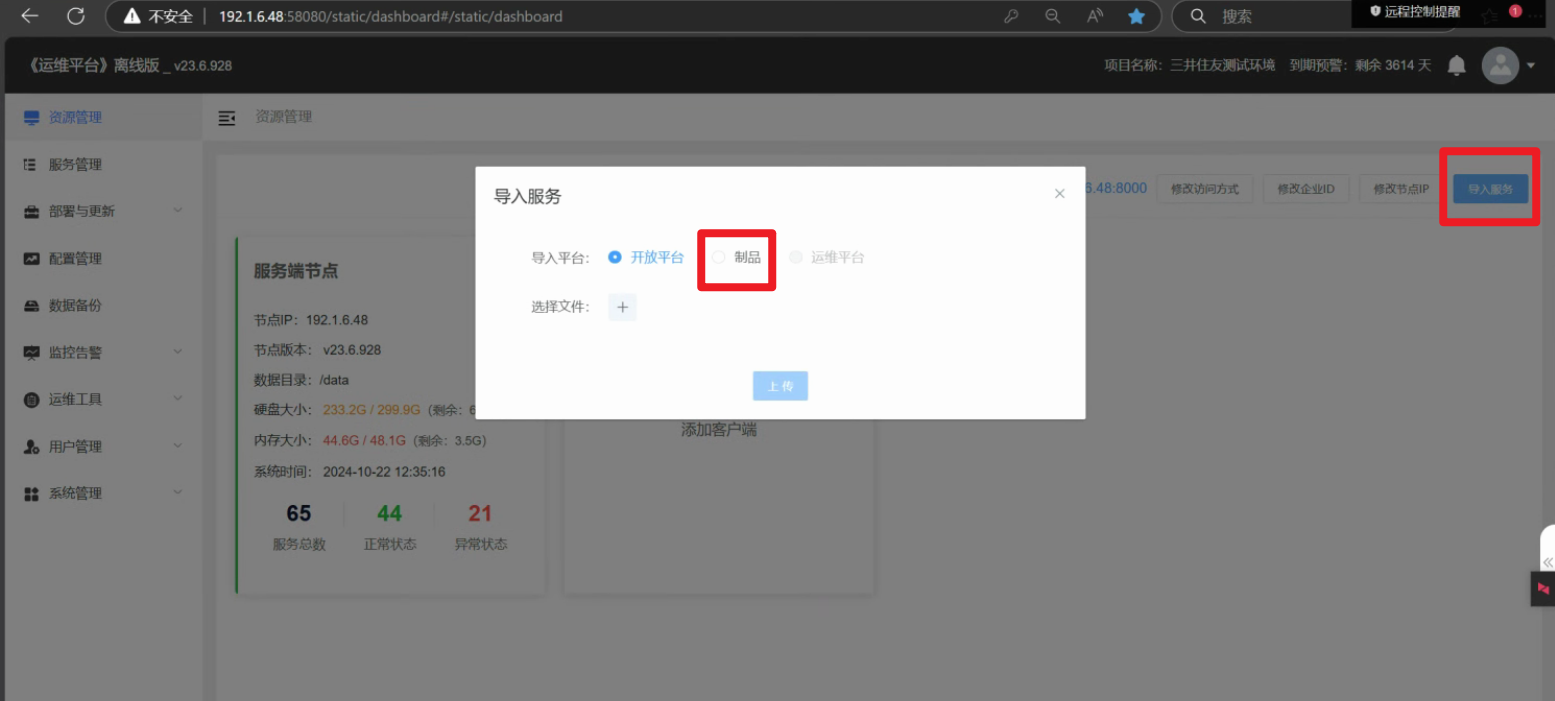 不安全 192.1.6.48:58080/static/dashboard#/static/dashboard 搜索 远程控制提醒 1
《运维平台》离线版 _ v23.6.928 项目名称：三井住友测试环境 到期预警：剩余 3614 天
资源管理 资源管理
服务管理
部署与更新
配置管理
数据备份
监控告警
运维工具
用户管理
系统管理
6.48:8000 修改访问方式 修改企业ID 修改节点IP 导入服务
导入服务
导入平台： 开放平台 制品 运维平台
选择文件：
上 传
服务端节点
节点IP： 192.1.6.48
节点版本： v23.6.928
数据目录： /data
硬盘大小： 233.2G / 299.9G（剩余：6
内存大小： 44.6G / 48.1G（剩余：3.5G）
系统时间： 2024-10-22 12:35:16
65 44 21
服务总数 正常状态 异常状态
添加客户端